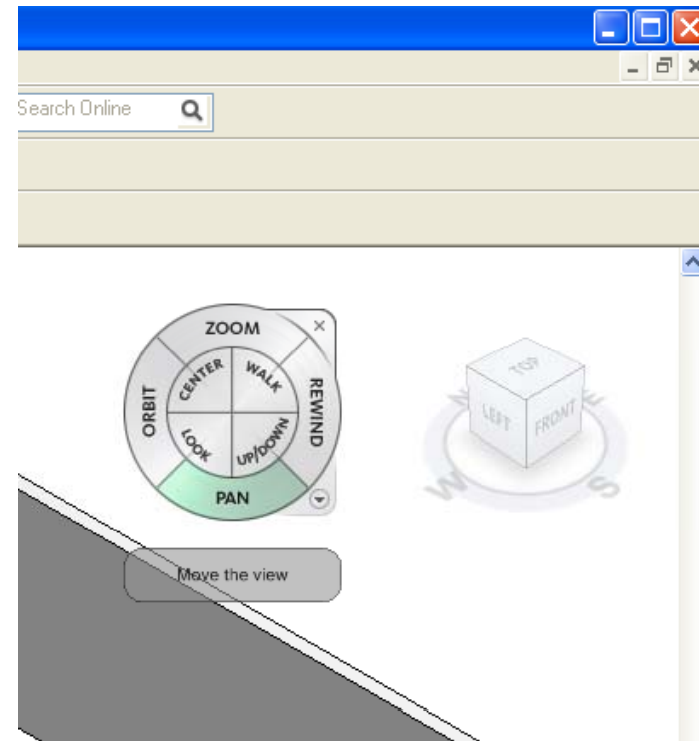 Search Online
ZOOM
CENTER
WALK
ORBIT
REWIND
LOOK
UP/DOWN
PAN
Move the view
TOP
LEFT
FRONT
N
E
W
S